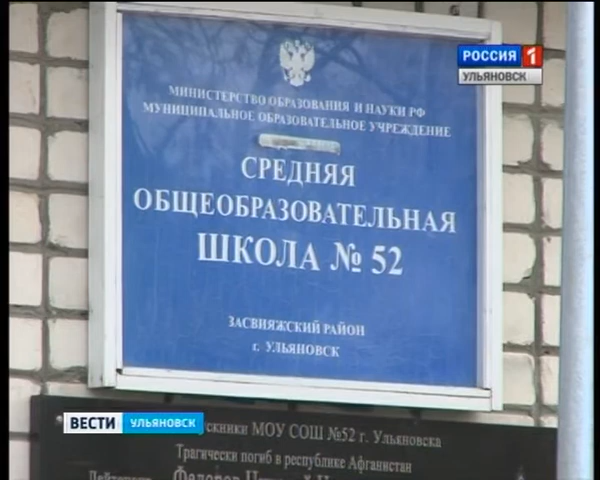 РОССИЯ 1
УЛЬЯНОВСК
МИНИСТЕРСТВО ОБРАЗОВАНИЯ И НАУКИ РФ
МУНИЦИПАЛЬНОЕ ОБРАЗОВАТЕЛЬНОЕ УЧРЕЖДЕНИЕ
СРЕДНЯЯ
ОБЩЕОБРАЗОВАТЕЛЬНАЯ
ШКОЛА № 52
ЗАСВИЯЖСКИЙ РАЙОН
г. УЛЬЯНОВСК
ВЕСТИ УЛЬЯНОВСК
МОУ СОШ №52 г. Ульяновска
Трагически погиб в республике Афганистан